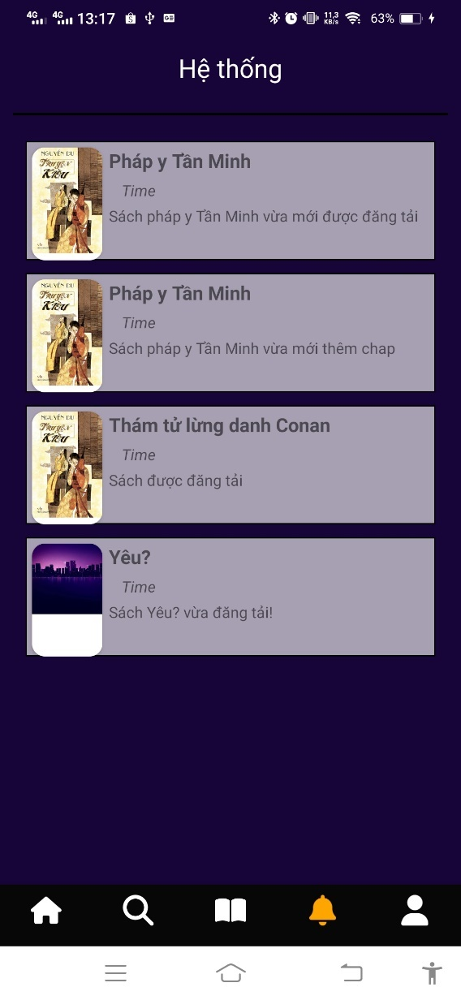 4G 4G 13:17 11,3 KB/s 63%
Hệ thống
NGUYỄN DU
Truyện
Kiều
Pháp y Tần Minh
Time
Sách pháp y Tần Minh vừa mới được đăng tải
NGUYỄN DU
Truyện
Kiều
Pháp y Tần Minh
Time
Sách pháp y Tần Minh vừa mới thêm chap
NGUYỄN DU
Truyện
Kiều
Thám tử lừng danh Conan
Time
Sách được đăng tải
Yêu?
Time
Sách Yêu? vừa đăng tải!